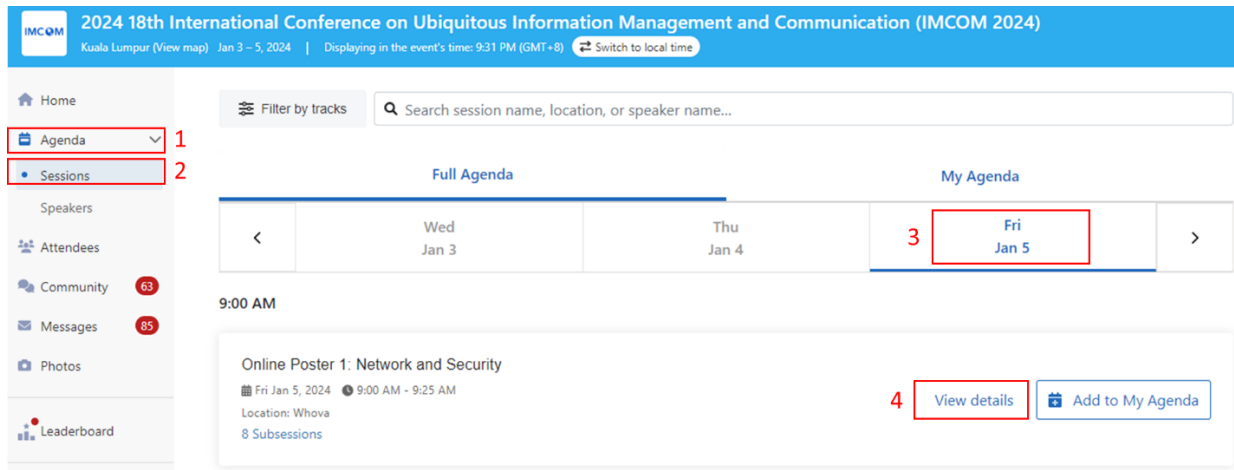 IMCOM
2024 18th International Conference on Ubiquitous Information Management and Communication (IMCOM 2024)
Kuala Lumpur (View map) Jan 3 – 5, 2024 | Displaying in the event's time: 9:31 PM (GMT+8) Switch to local time
Home
Agenda 1
Sessions 2
Speakers
Attendees
Community 63
Messages 85
Photos
Leaderboard
Filter by tracks
Search session name, location, or speaker name...
Full Agenda
My Agenda
Wed
Jan 3
Thu
Jan 4
3
Fri
Jan 5
9:00 AM
Online Poster 1: Network and Security
Fri Jan 5, 2024 9:00 AM - 9:25 AM
Location: Whova
8 Subsessions
4 View details
Add to My Agenda